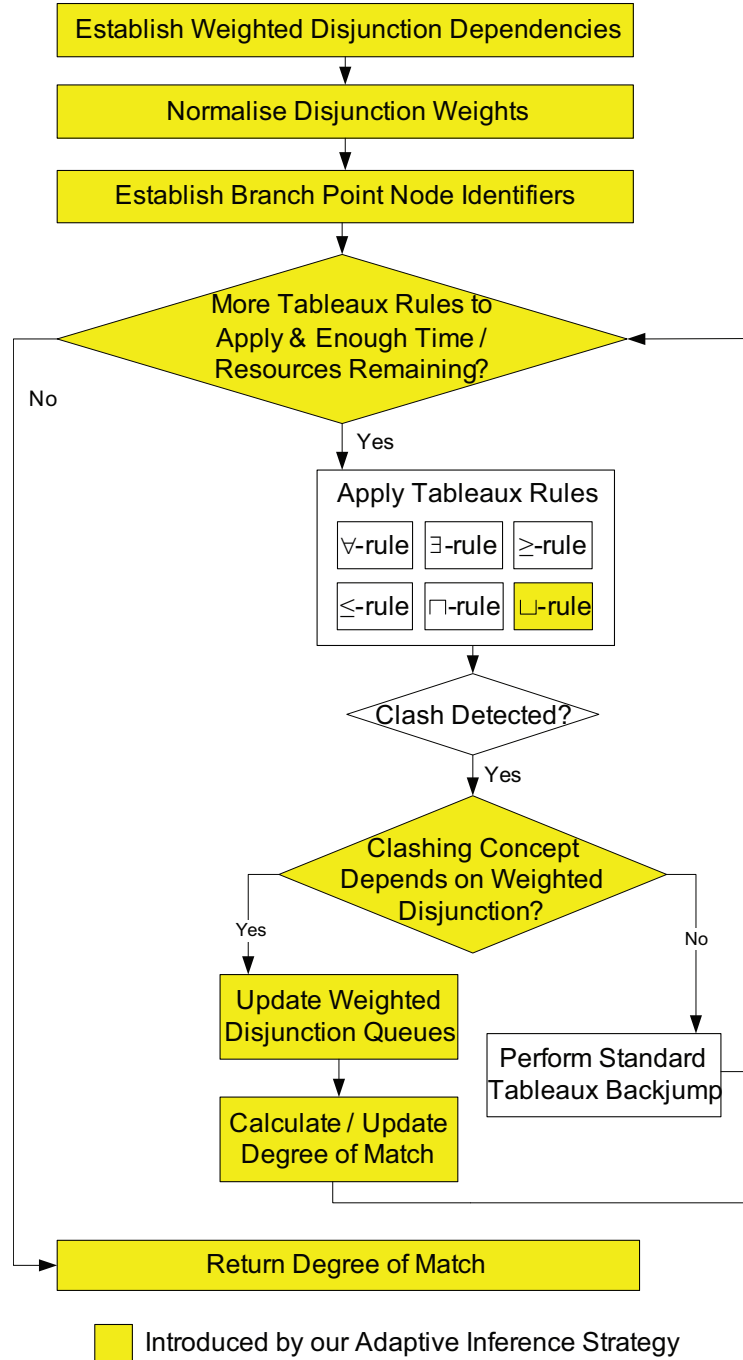 Establish Weighted Disjunction Dependencies
Normalise Disjunction Weights
Establish Branch Point Node Identifiers
More Tableaux Rules to
Apply & Enough Time /
Resources Remaining?
No
Yes
Apply Tableaux Rules
∀-rule ∃-rule ≥-rule
≤-rule ⊓-rule ⊔-rule
Clash Detected?
Yes
Clashing Concept
Depends on Weighted
Disjunction?
Yes
No
Update Weighted
Disjunction Queues
Perform Standard
Tableaux Backjump
Calculate / Update
Degree of Match
Return Degree of Match
Introduced by our Adaptive Inference Strategy